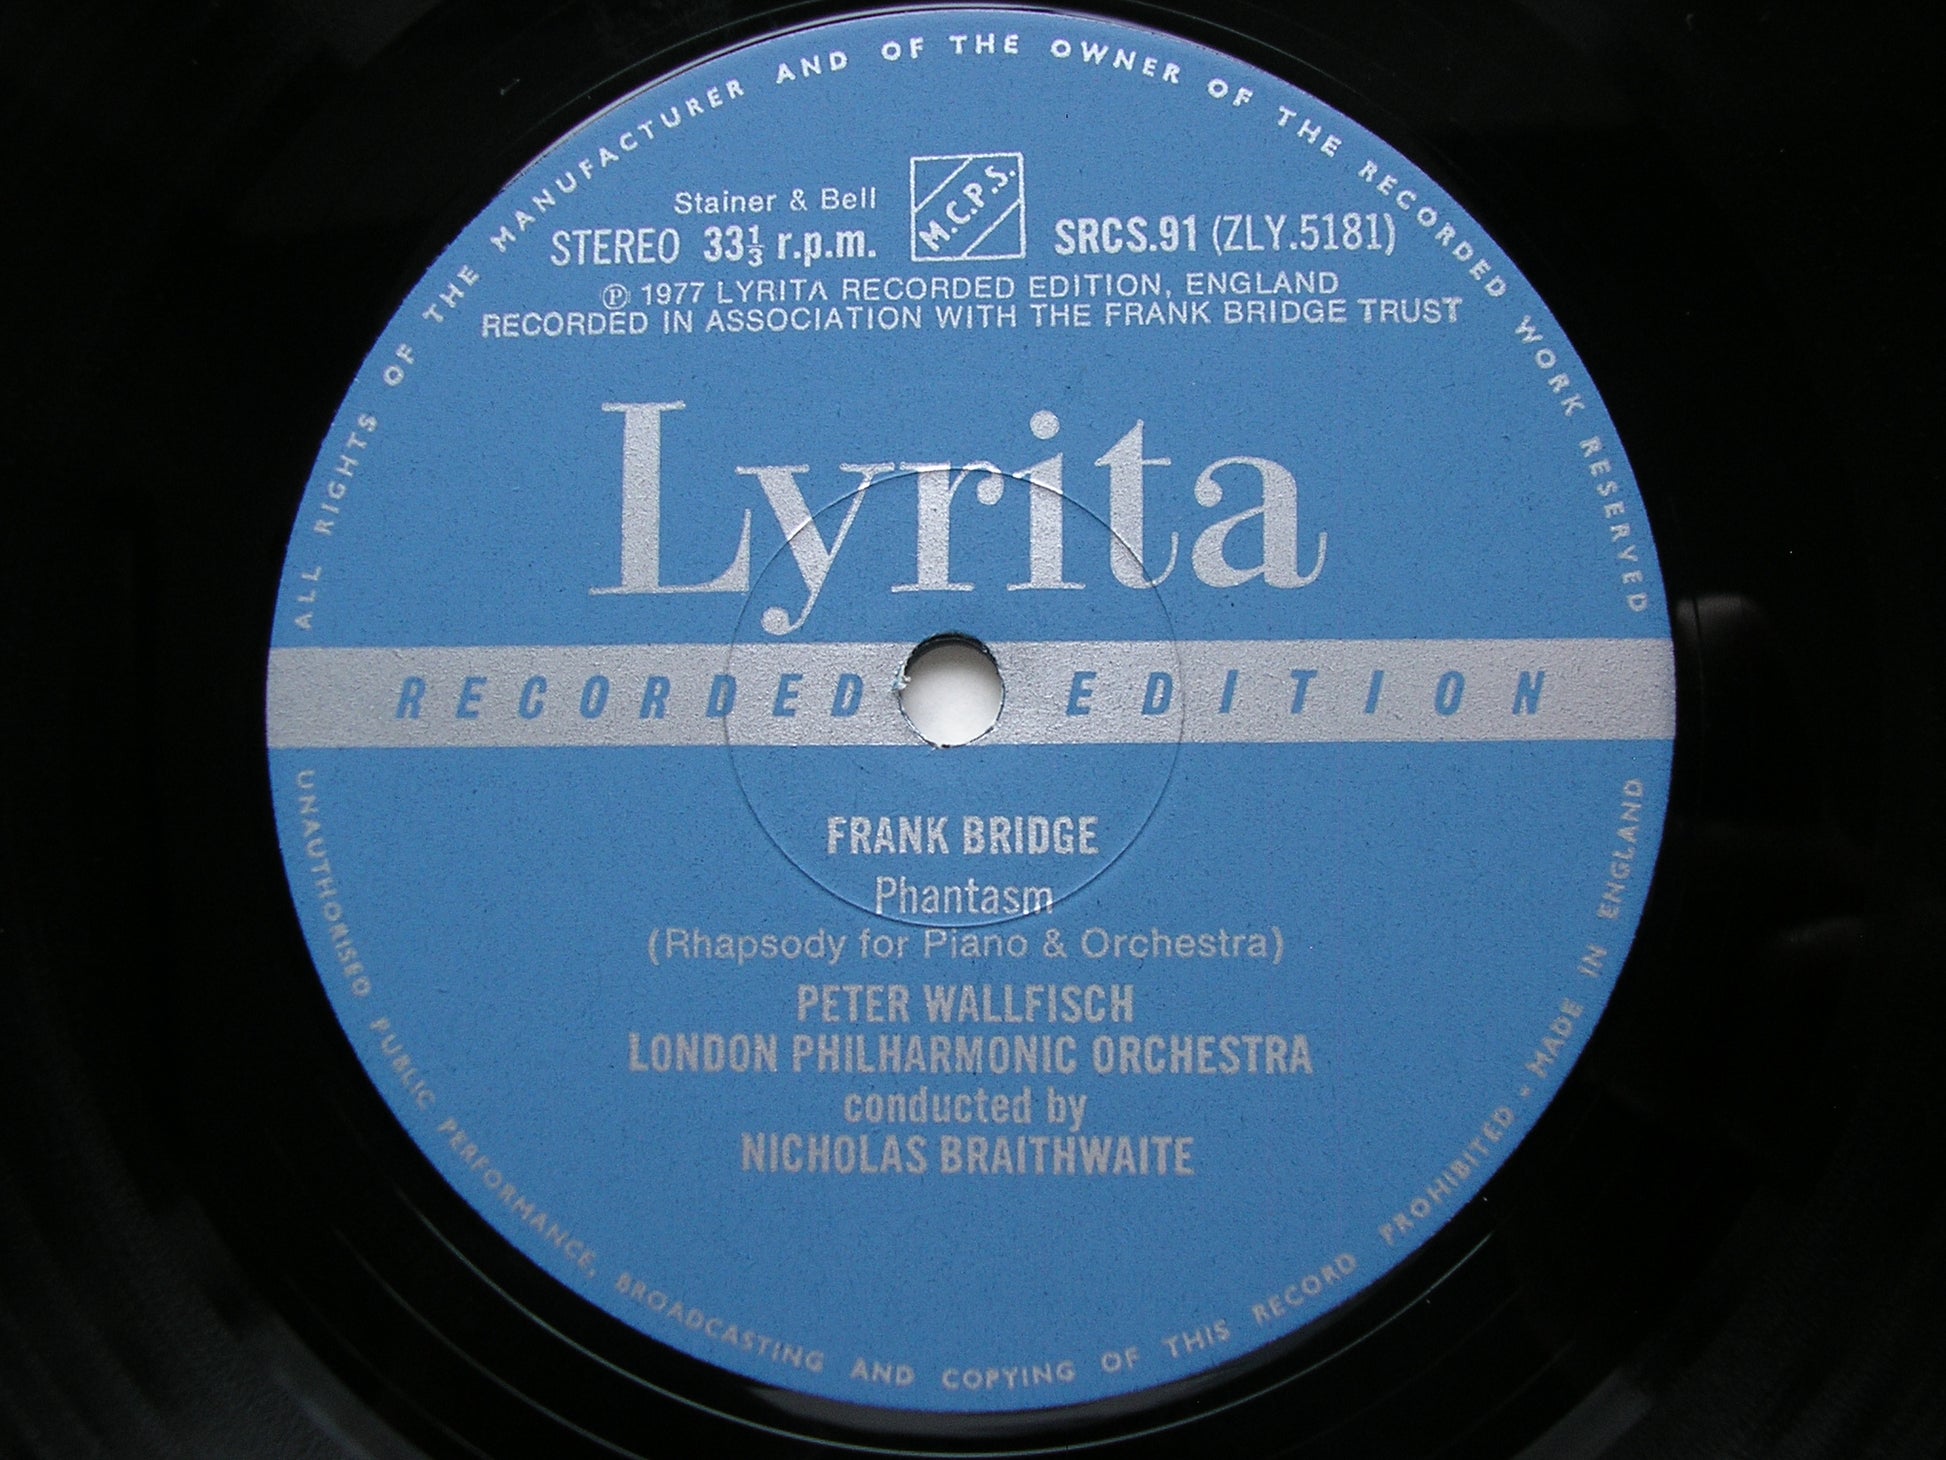 ALL RIGHTS OF THE MANUFACTURER AND OF THE OWNER OF THE RECORDED WORK RESERVED
Stainer & Bell
STEREO 33⅓ r.p.m.
M.C.P.S.
SRCS.91 (ZLY.5181)
Ⓟ 1977 LYRITA RECORDED EDITION, ENGLAND
RECORDED IN ASSOCIATION WITH THE FRANK BRIDGE TRUST
Lyrita
RECORDED EDITION
FRANK BRIDGE
Phantasm
(Rhapsody for Piano & Orchestra)
PETER WALLFISCH
LONDON PHILHARMONIC ORCHESTRA
conducted by
NICHOLAS BRAITHWAITE
UNAUTHORISED PUBLIC PERFORMANCE, BROADCASTING AND COPYING OF THIS RECORD PROHIBITED - MADE IN ENGLAND